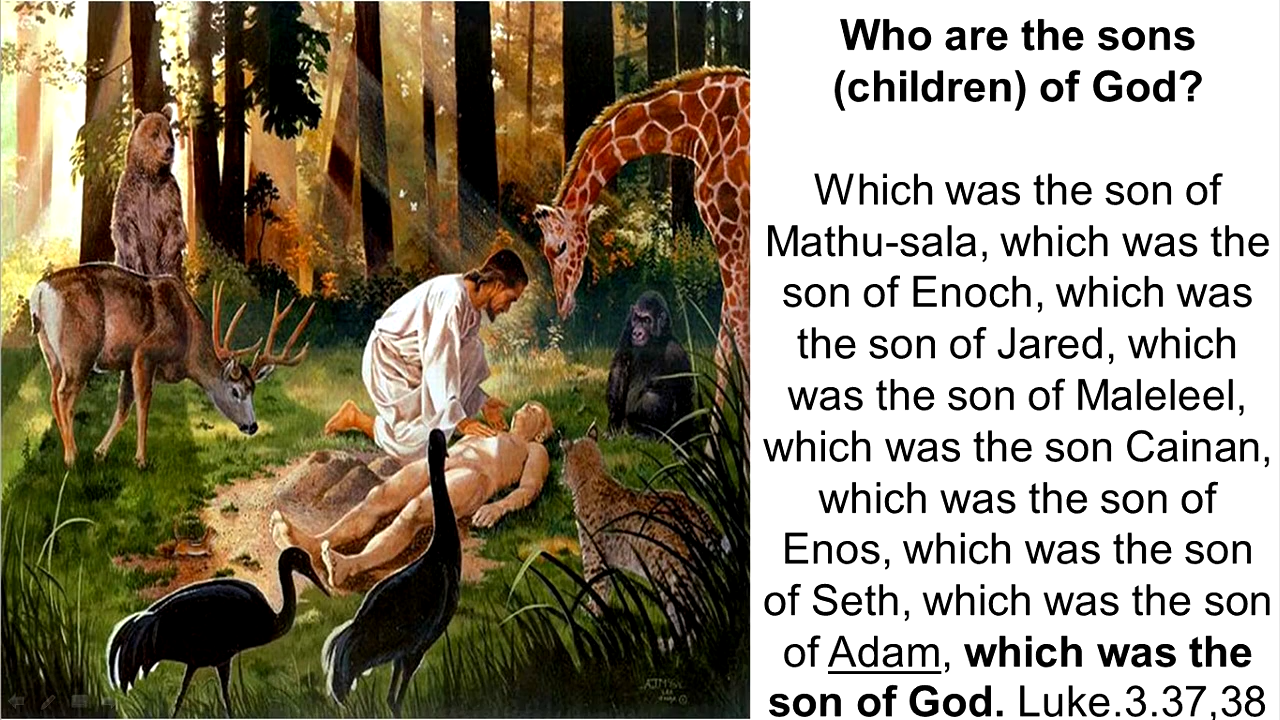 Who are the sons
(children) of God?
Which was the son of
Mathu-sala, which was the
son of Enoch, which was
the son of Jared, which
was the son of Maleleel,
which was the son Cainan,
which was the son of
Enos, which was the son
of Seth, which was the son
of Adam, which was the
son of God. Luke.3.37,38